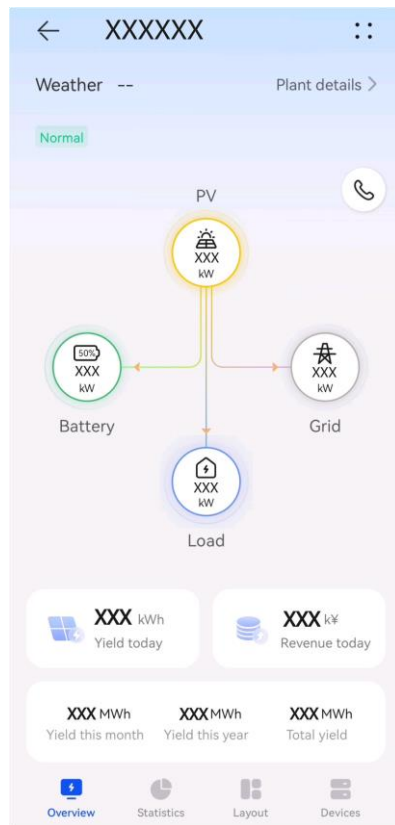 XXXXXX
Weather --
Plant details >
Normal
PV
XXX
kW
50%
XXX
kW
Battery
XXX
kW
Grid
XXX
kW
Load
XXX kWh
Yield today
XXX k¥
Revenue today
XXX MWh
Yield this month
XXX MWh
Yield this year
XXX MWh
Total yield
Overview
Statistics
Layout
Devices